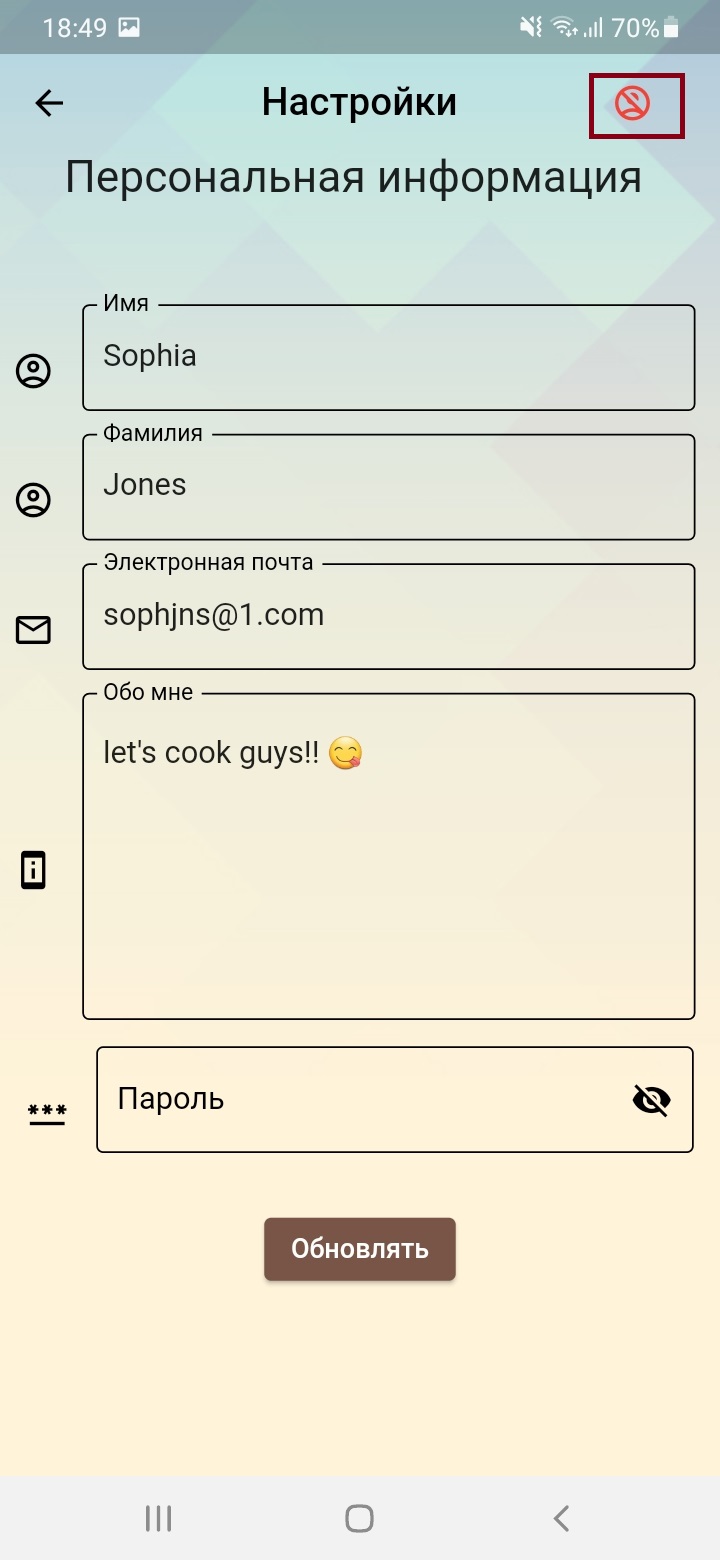 18:49 70%
Настройки
Персональная информация
Имя
Sophia
Фамилия
Jones
Электронная почта
sophjns@1.com
Обо мне
let's cook guys!! 😋
Пароль
Обновлять